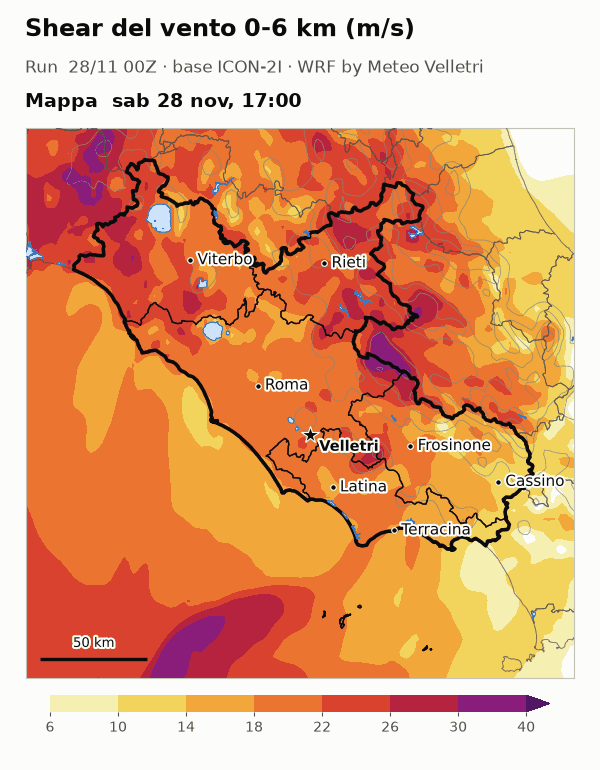 Shear del vento 0-6 km (m/s)
Run  28/11 00Z · base ICON-2I · WRF by Meteo Velletri
Mappa  sab 28 nov, 17:00
Viterbo
Rieti
Roma
Velletri
Frosinone
Latina
Cassino
Terracina
50 km
6 10 14 18 22 26 30 40